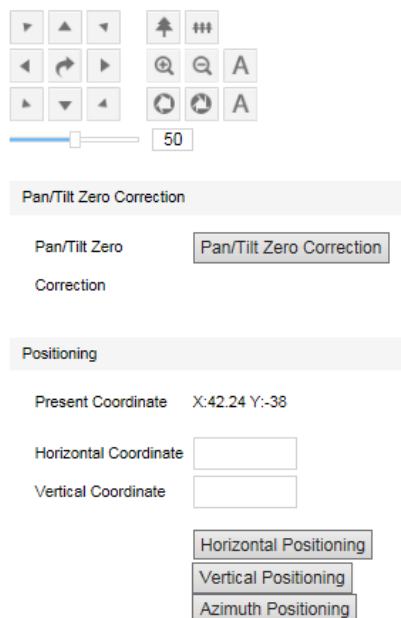 A
A
50
Pan/Tilt Zero Correction
Pan/Tilt Zero Pan/Tilt Zero Correction
Correction
Positioning
Present Coordinate X:42.24 Y:-38
Horizontal Coordinate
Vertical Coordinate
Horizontal Positioning
Vertical Positioning
Azimuth Positioning